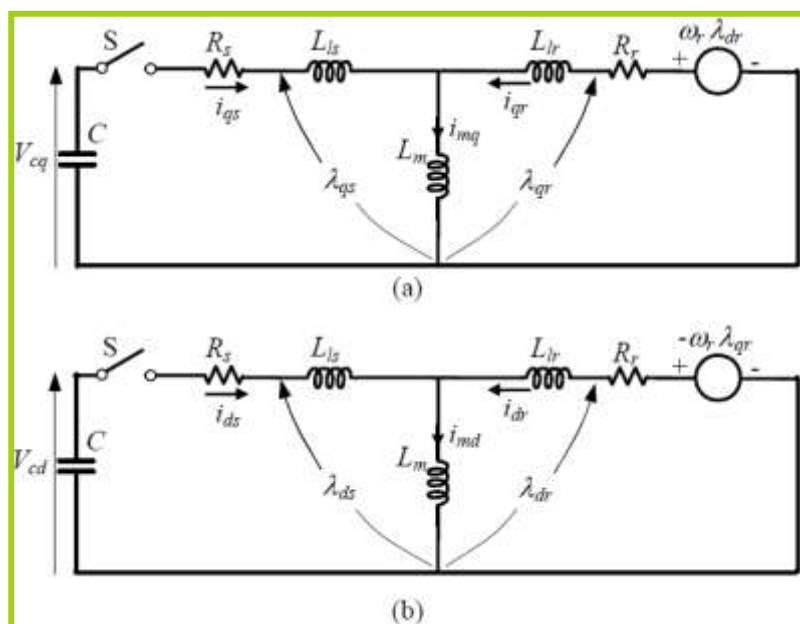 S R_s L_ls L_lr R_r ω_r λ_dr
+ -
i_qs i_qr
i_mq
C L_m
V_cq
λ_qs λ_qr
(a)
S R_s L_ls L_lr R_r -ω_r λ_qr
+ -
i_ds i_dr
i_md
C L_m
V_cd
λ_ds λ_dr
(b)